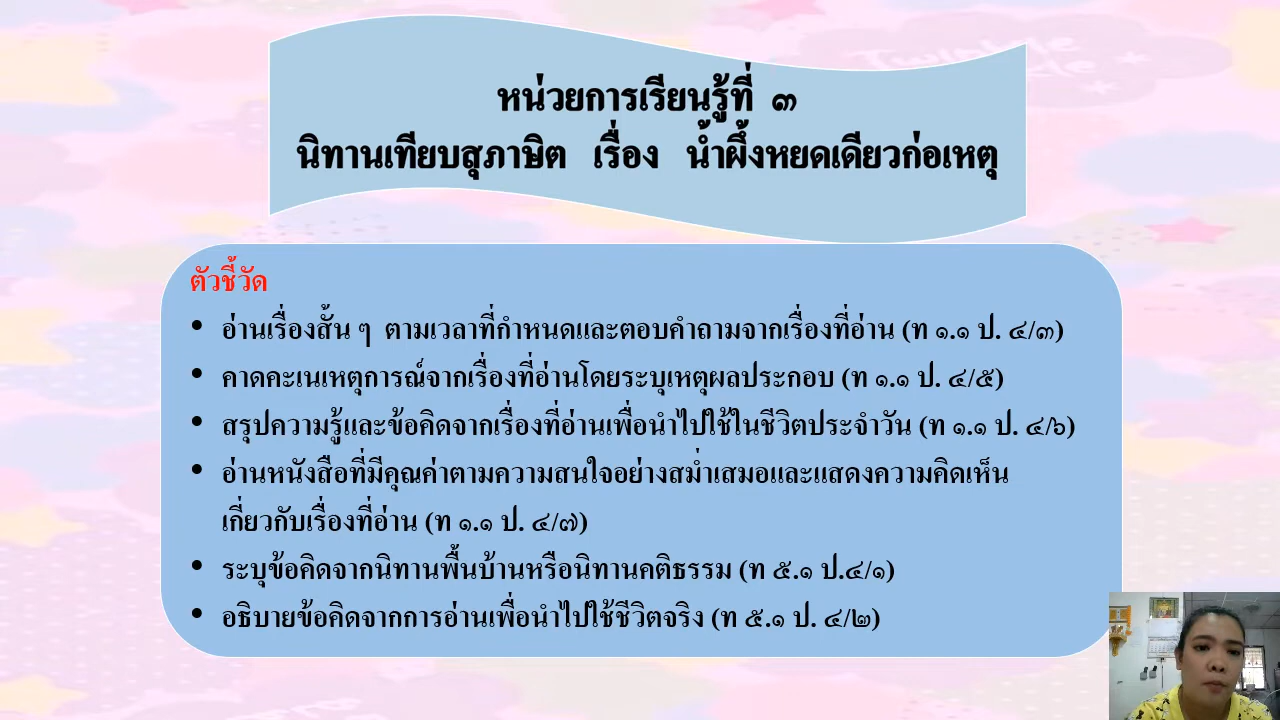 หน่วยการเรียนรู้ที่ ๓
นิทานเทียบสุภาษิต เรื่อง น้ำผึ้งหยดเดียวก่อเหตุ
ตัวชี้วัด
• อ่านเรื่องสั้น ๆ ตามเวลาที่กำหนดและตอบคำถามจากเรื่องที่อ่าน (ท ๑.๑ ป. ๔/๓)
• คาดคะเนเหตุการณ์จากเรื่องที่อ่านโดยระบุเหตุผลประกอบ (ท ๑.๑ ป. ๔/๕)
• สรุปความรู้และข้อคิดจากเรื่องที่อ่านเพื่อนำไปใช้ในชีวิตประจำวัน (ท ๑.๑ ป. ๔/๖)
• อ่านหนังสือที่มีคุณค่าตามความสนใจอย่างสม่ำเสมอและแสดงความคิดเห็น
เกี่ยวกับเรื่องที่อ่าน (ท ๑.๑ ป. ๔/๗)
• ระบุข้อคิดจากนิทานพื้นบ้านหรือนิทานคติธรรม (ท ๕.๑ ป.๔/๑)
• อธิบายข้อคิดจากการอ่านเพื่อนำไปใช้ชีวิตจริง (ท ๕.๑ ป. ๔/๒)